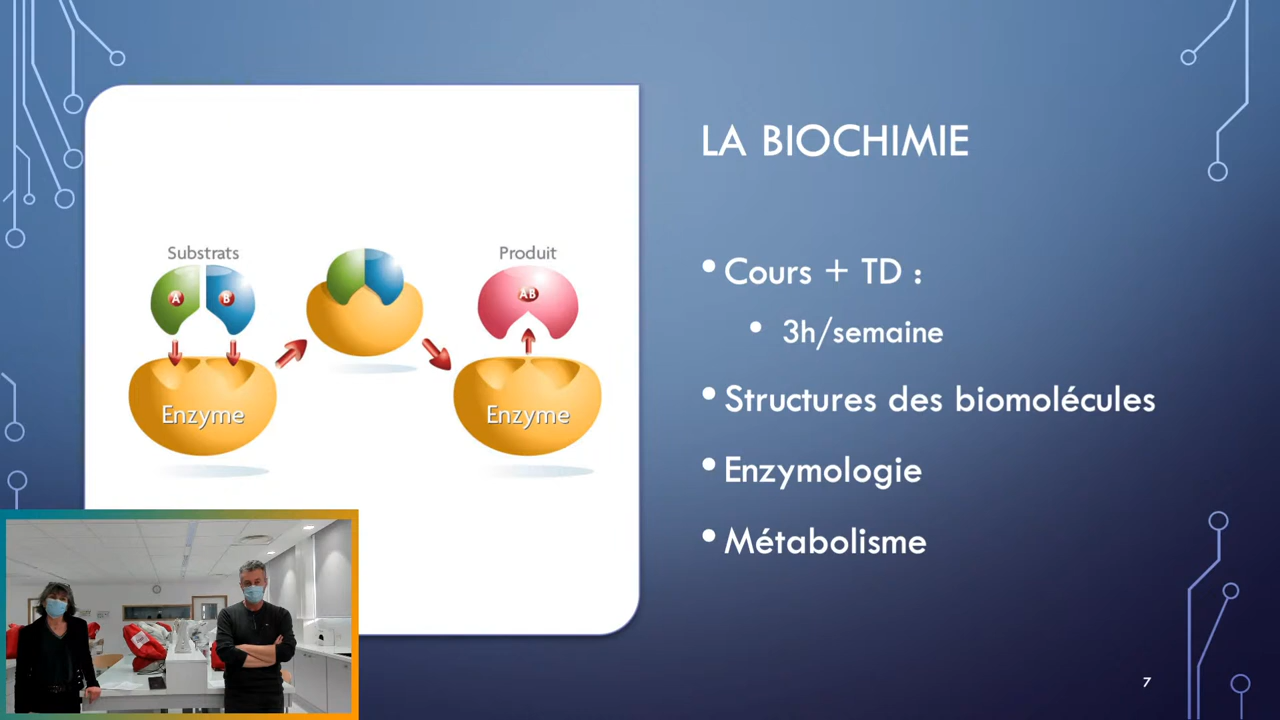 LA BIOCHIMIE
Substrats
Produit
A
B
AB
Enzyme
Enzyme
• Cours + TD :
• 3h/semaine
• Structures des biomolécules
• Enzymologie
• Métabolisme
7